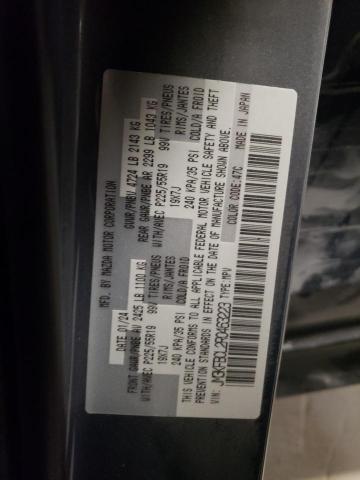 MFD. BY MAZDA MOTOR CORPORATION
DATE 01/24 GVWR/PNBV 4724 LB 2143 KG
FRONT GAWR/PNBE AV 2425 LB 1100 KG REAR GAWR/PNBE AR 2299 LB 1043 KG
WITH/AVEC P225/55R19 99V TIRES/PNEUS WITH/AVEC P225/55R19 99V TIRES/PNEUS
19X7J RIMS/JANTES 19X7J RIMS/JANTES
240 KPA/35 PSI COLD/A FROID 240 KPA/35 PSI COLD/A FROID
THIS VEHICLE CONFORMS TO ALL APPLICABLE FEDERAL MOTOR VEHICLE SAFETY AND THEFT
PREVENTION STANDARDS IN EFFECT ON THE DATE OF MANUFACTURE SHOWN ABOVE.
VIN: TYPE:MPV COLOR CODE:47C MADE IN JAPAN